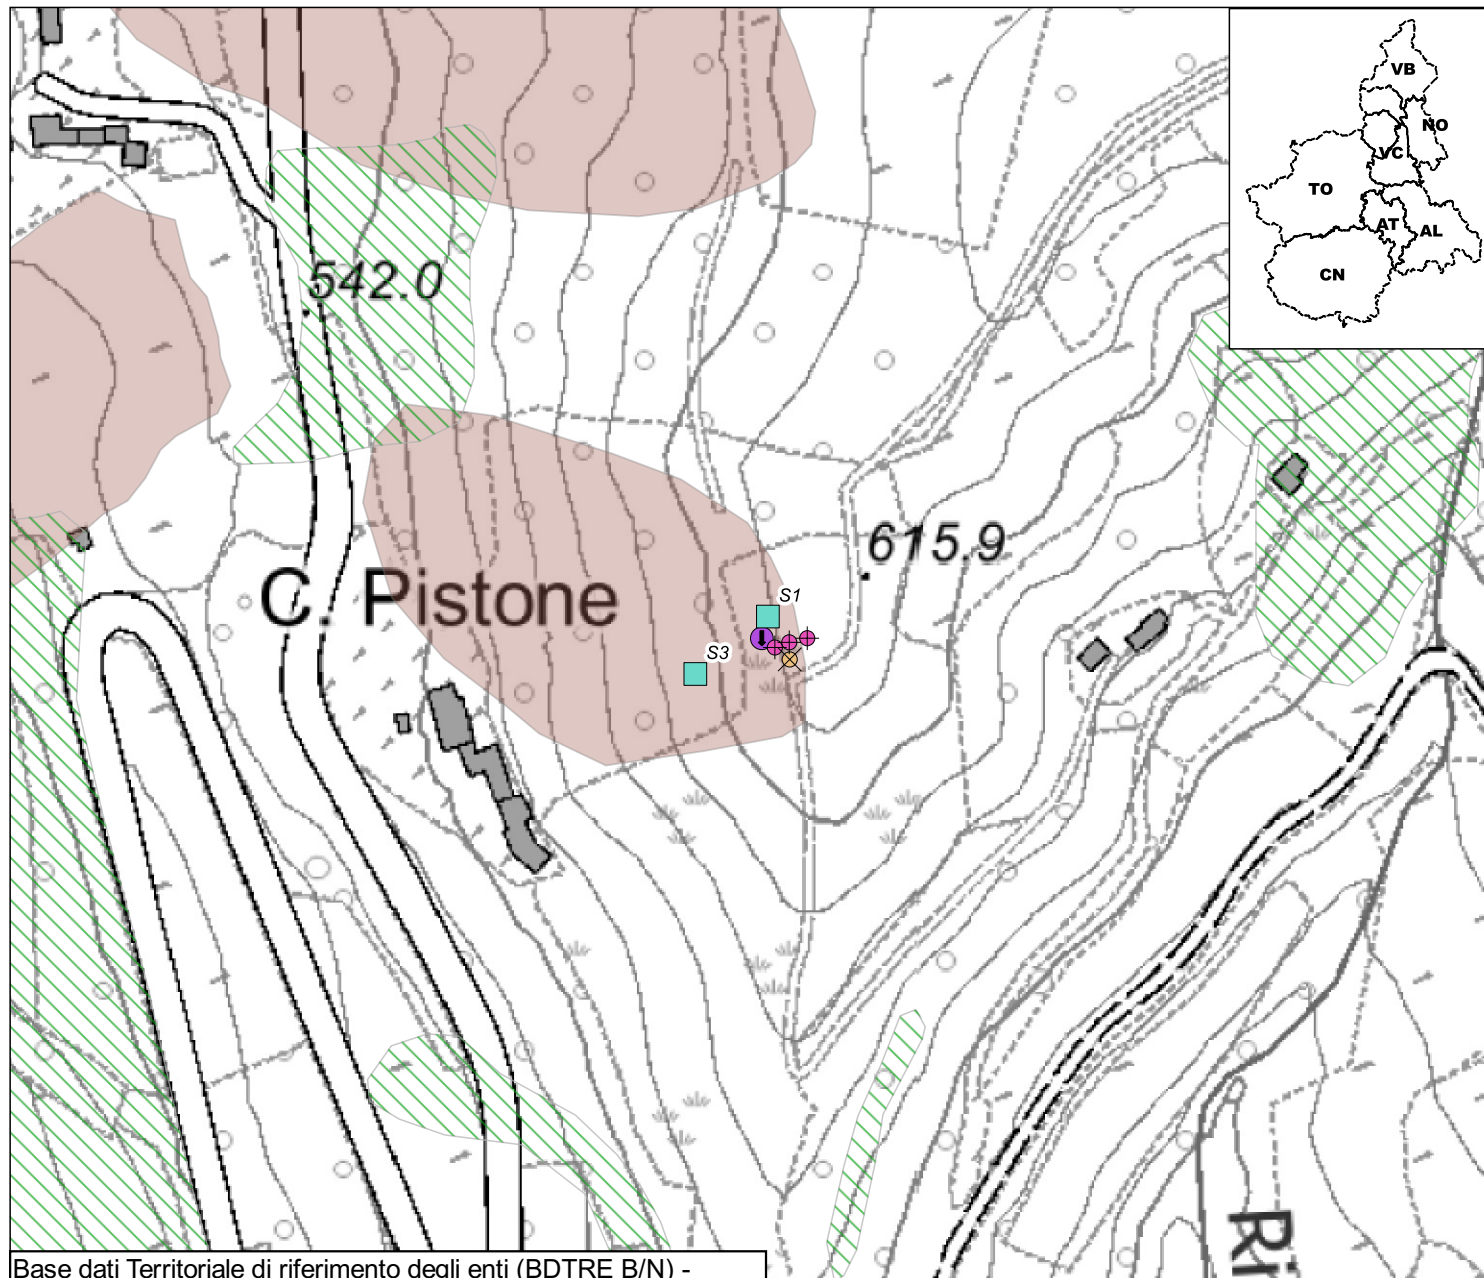 VB
NO
VC
TO
AT
AL
CN
542.0
615.9
C. Pistone
S1
S3
Ri
Base dati Territoriale di riferimento degli enti (BDTRE B/N) -